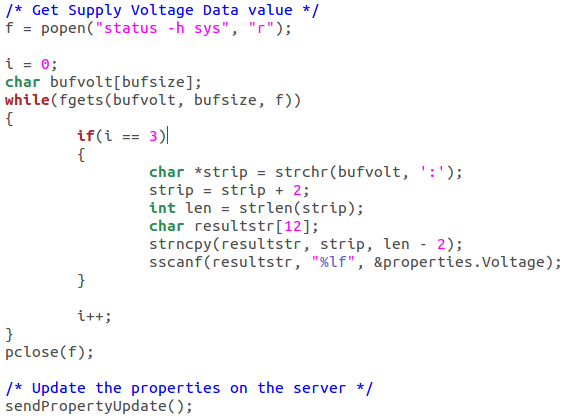 /* Get Supply Voltage Data value */
f = popen("status -h sys", "r");
i = 0;
char bufvolt[bufsize];
while(fgets(bufvolt, bufsize, f))
{
if(i == 3)
{
char *strip = strchr(bufvolt, ':');
strip = strip + 2;
int len = strlen(strip);
char resultstr[12];
strncpy(resultstr, strip, len - 2);
sscanf(resultstr, "%lf", &properties.Voltage);
}
i++;
}
pclose(f);
/* Update the properties on the server */
sendPropertyUpdate();